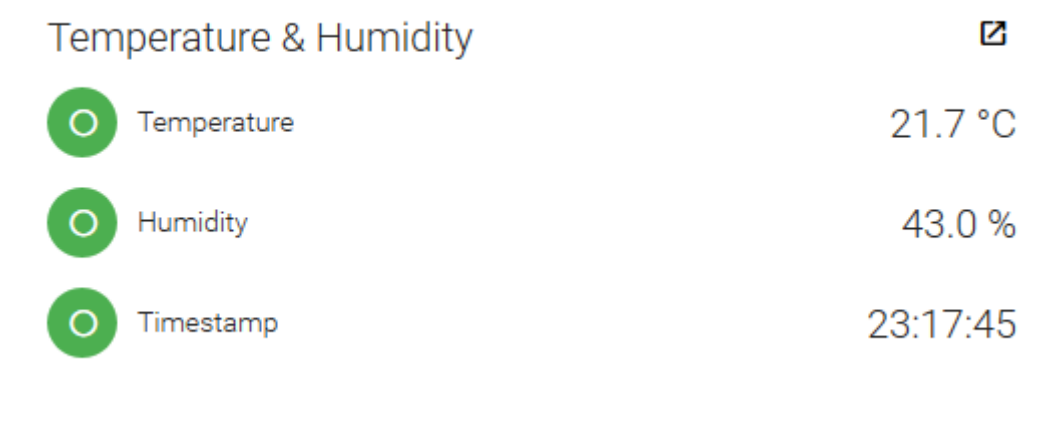 Temperature & Humidity
Temperature 21.7 °C
Humidity 43.0 %
Timestamp 23:17:45